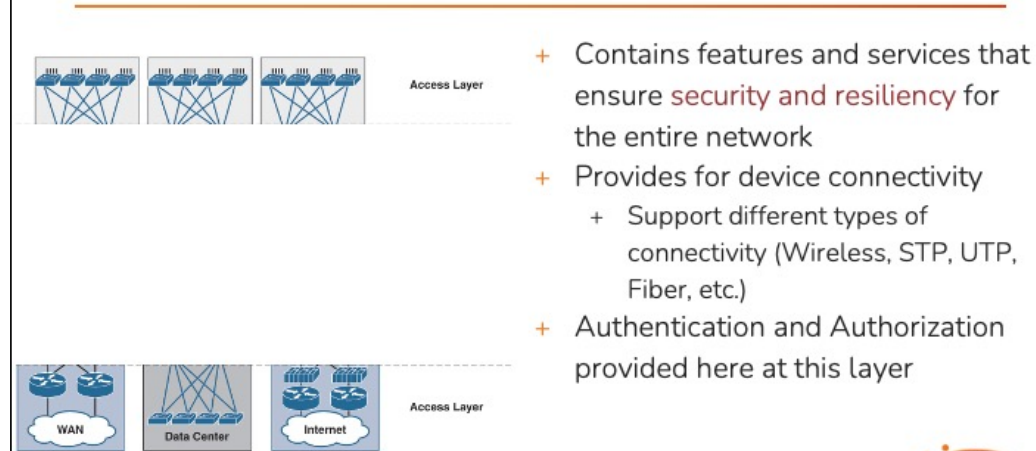 Access Layer
+ Contains features and services that
ensure security and resiliency for
the entire network
+ Provides for device connectivity
+ Support different types of
connectivity (Wireless, STP, UTP,
Fiber, etc.)
+ Authentication and Authorization
provided here at this layer
WAN
Data Center
Internet
Access Layer